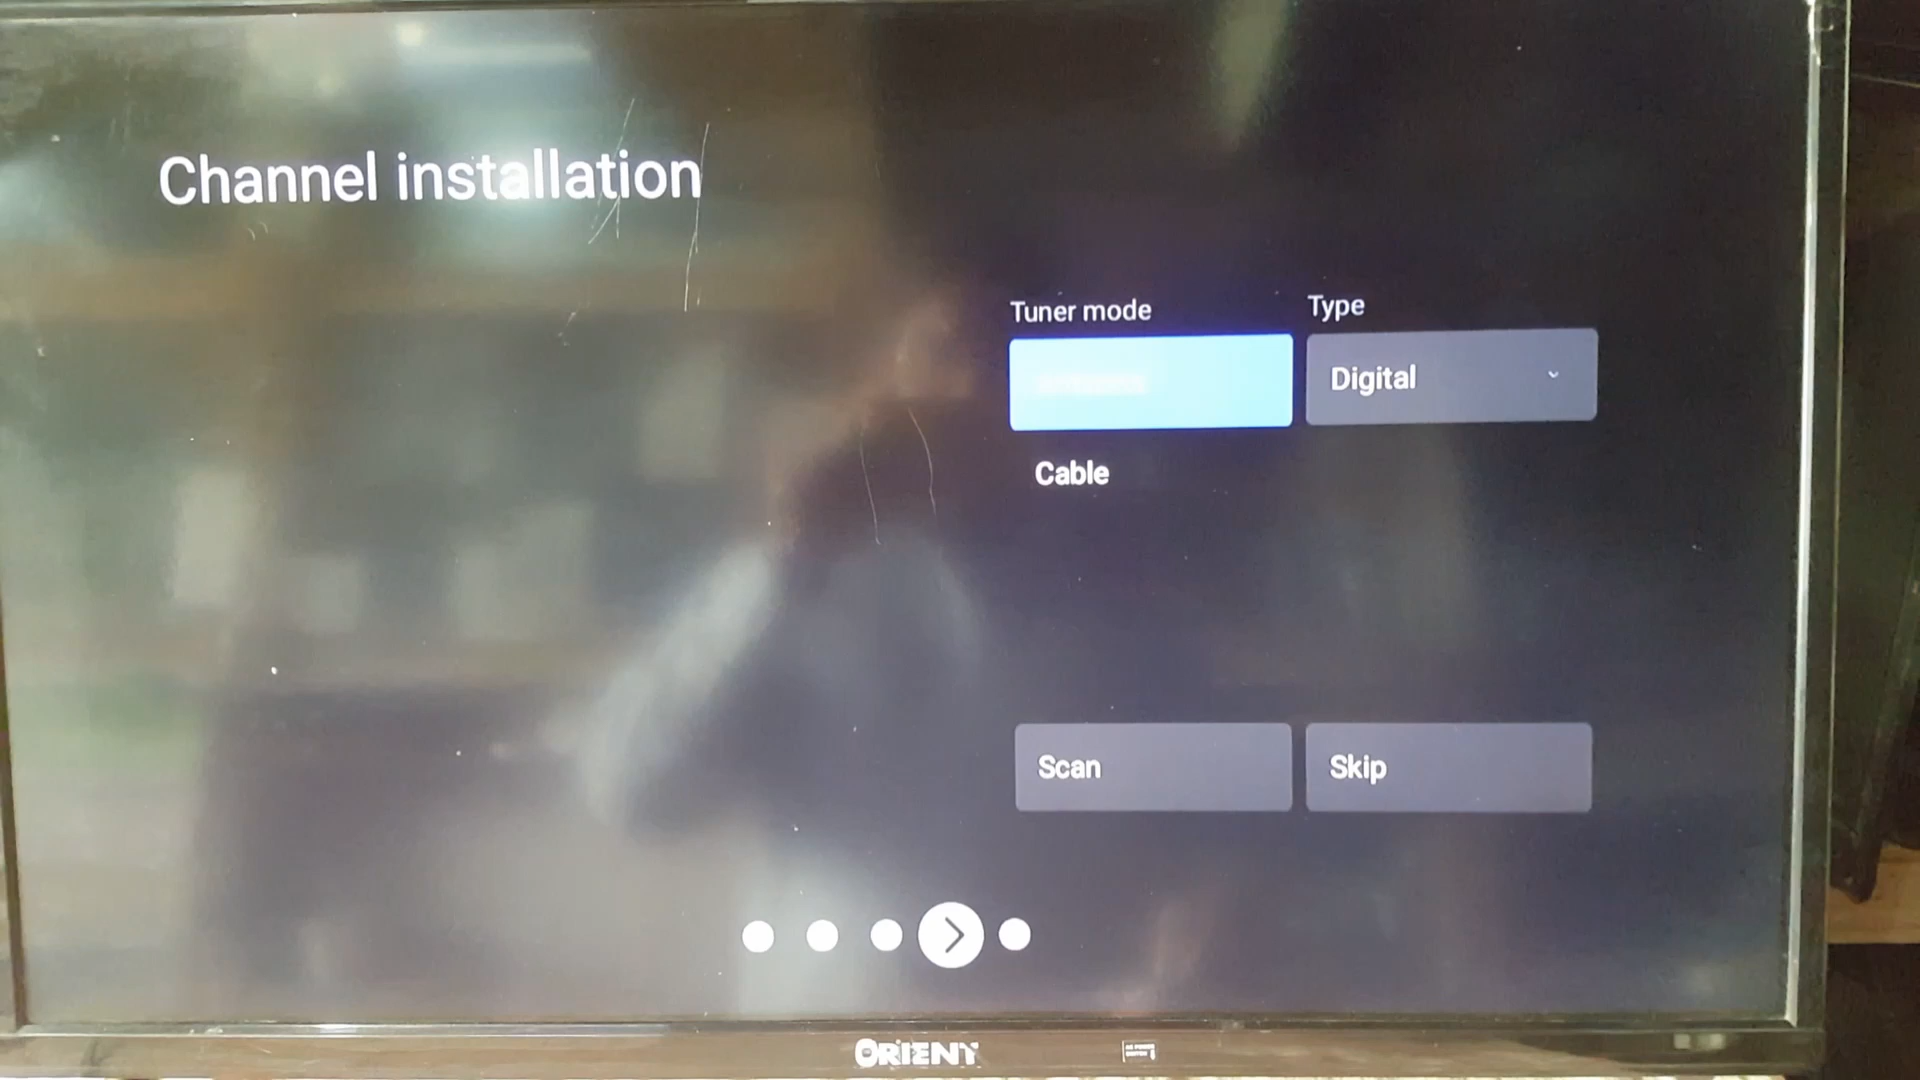 Channel installation
Tuner mode
Type
Digital
Cable
Scan
Skip
ORIENT